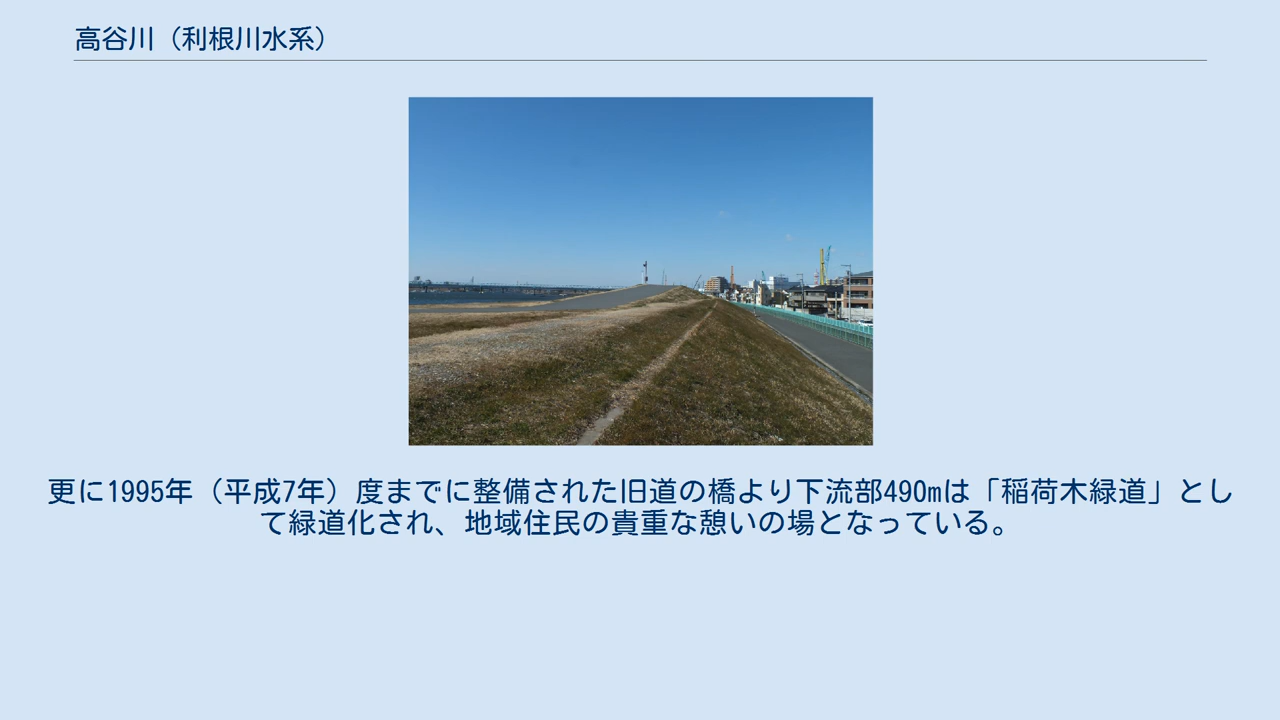 高谷川（利根川水系）
更に1995年（平成7年）度までに整備された旧道の橋より下流部490mは「稲荷木緑道」とし
て緑道化され、地域住民の貴重な憩いの場となっている。